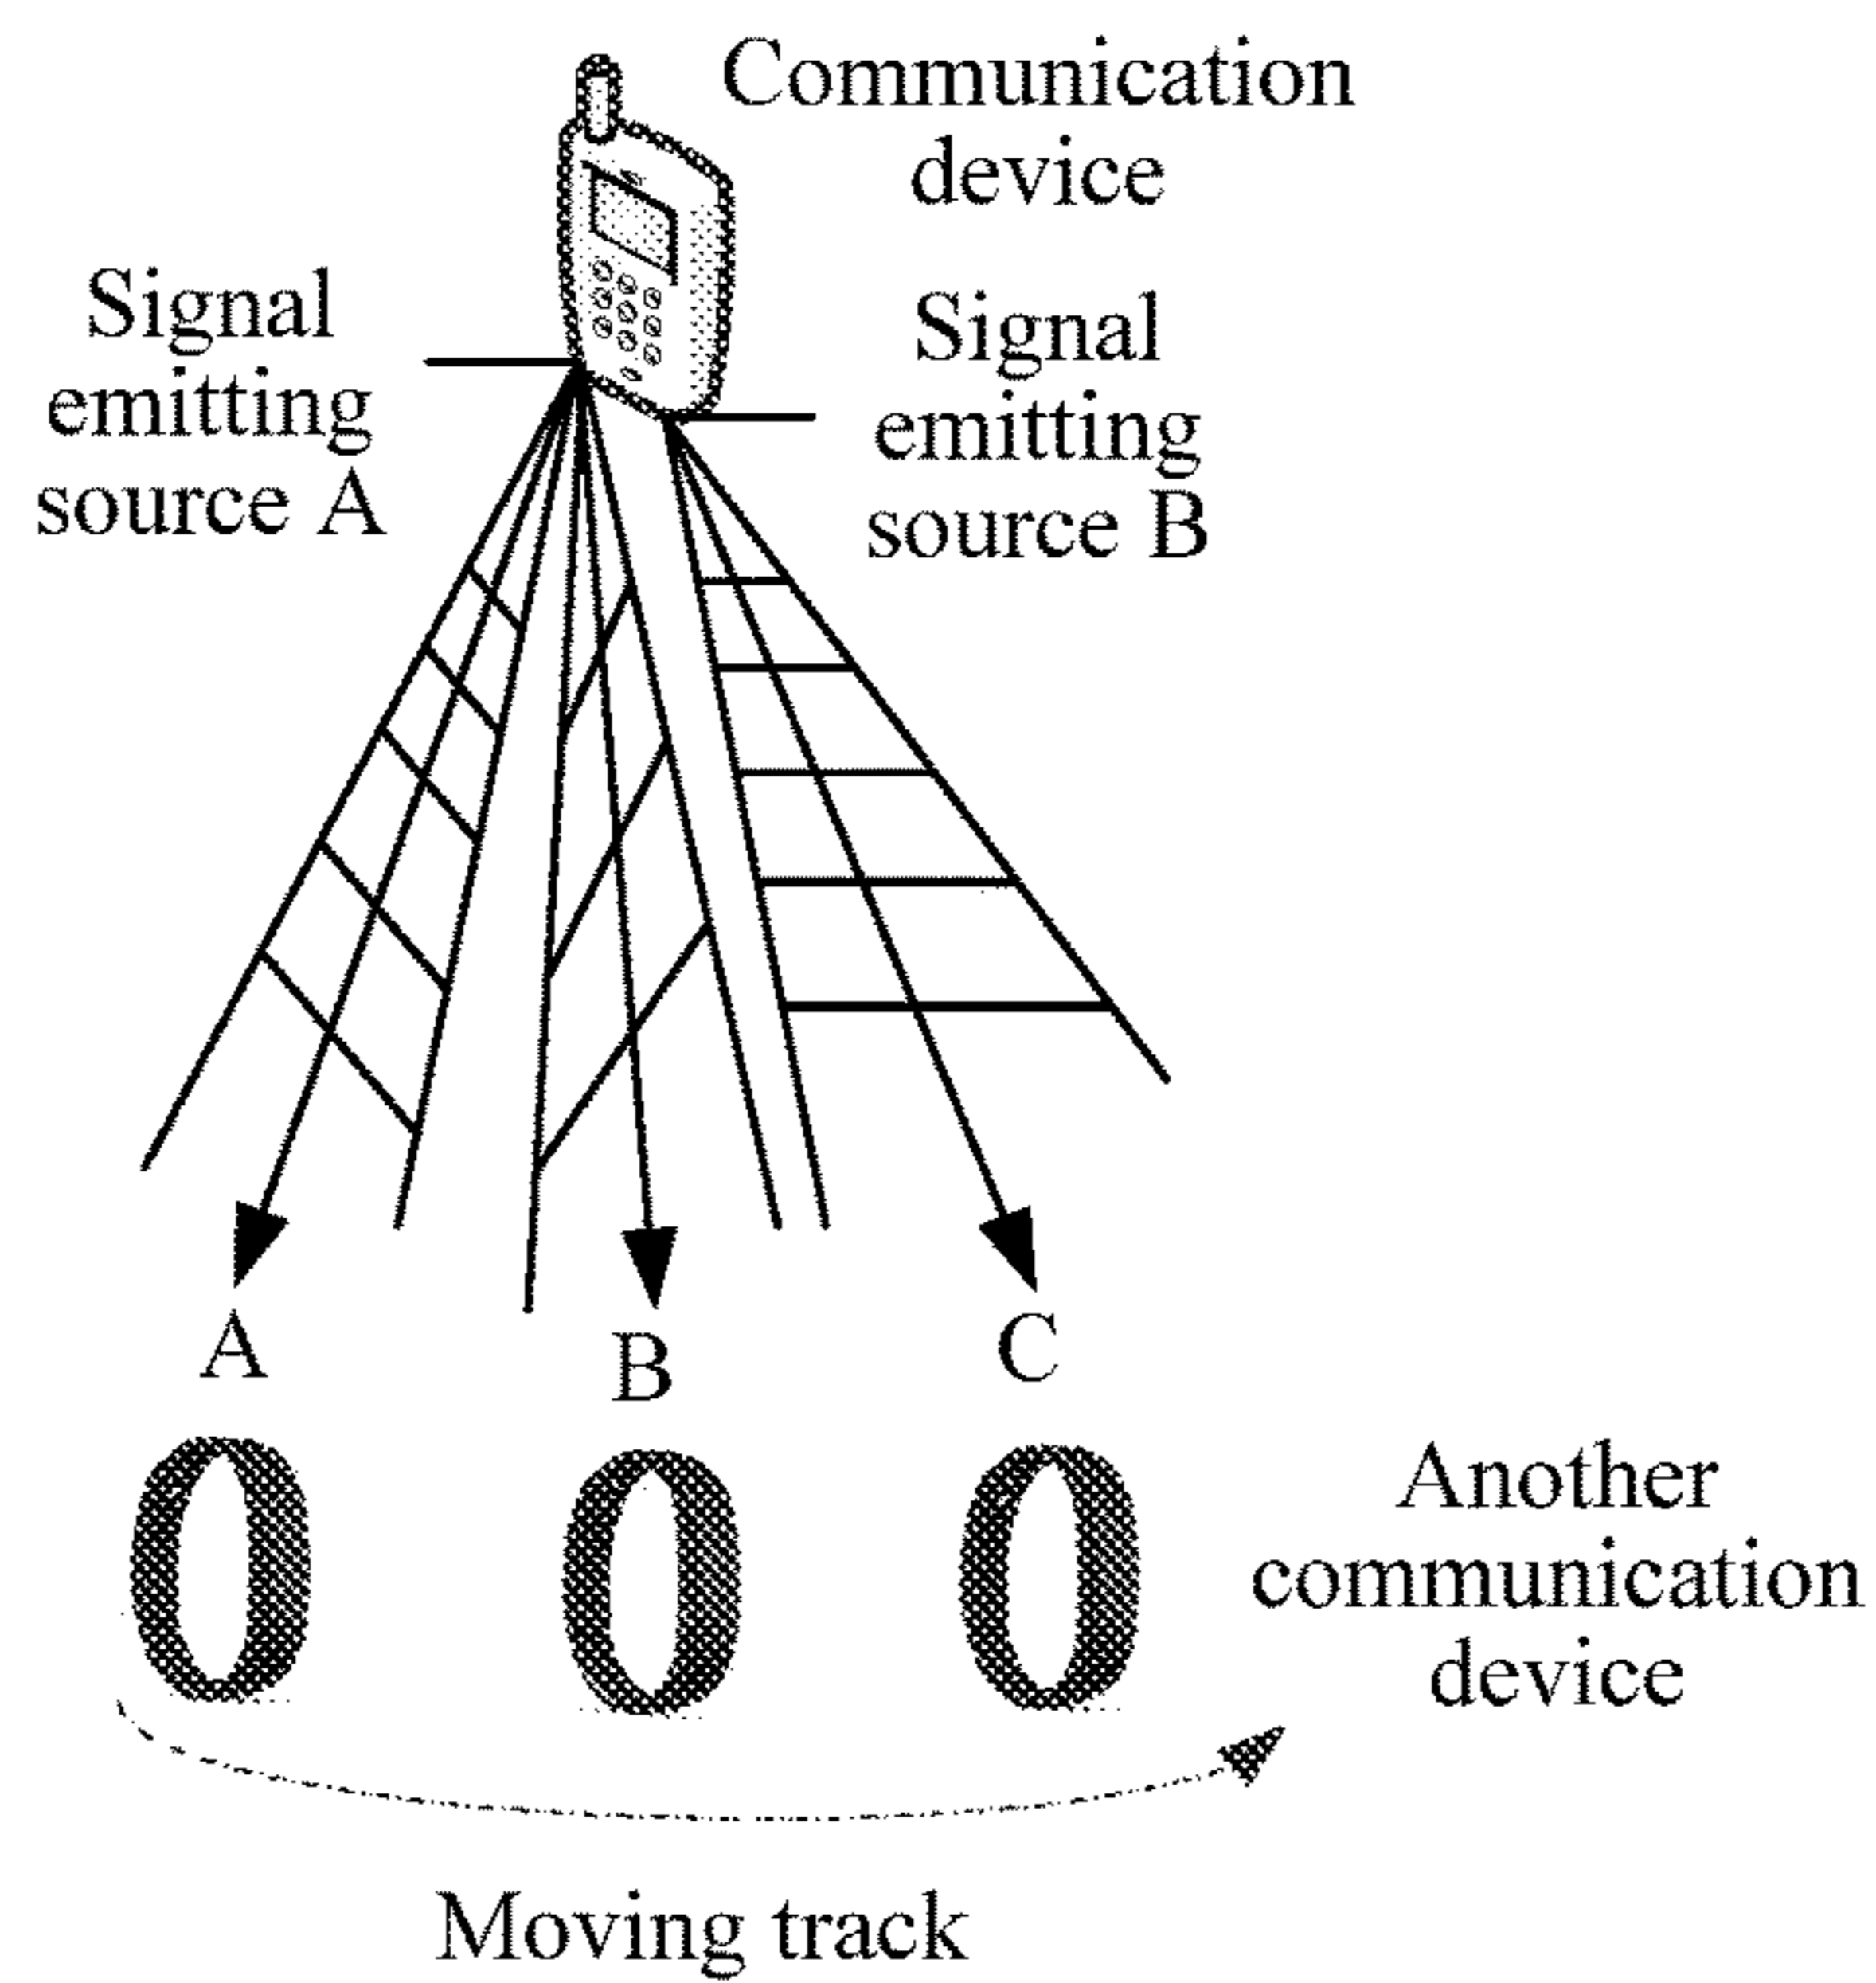 Communication
device
Signal
emitting
source A
Signal
emitting
source B
A
B
C
Another
communication
device
Moving track